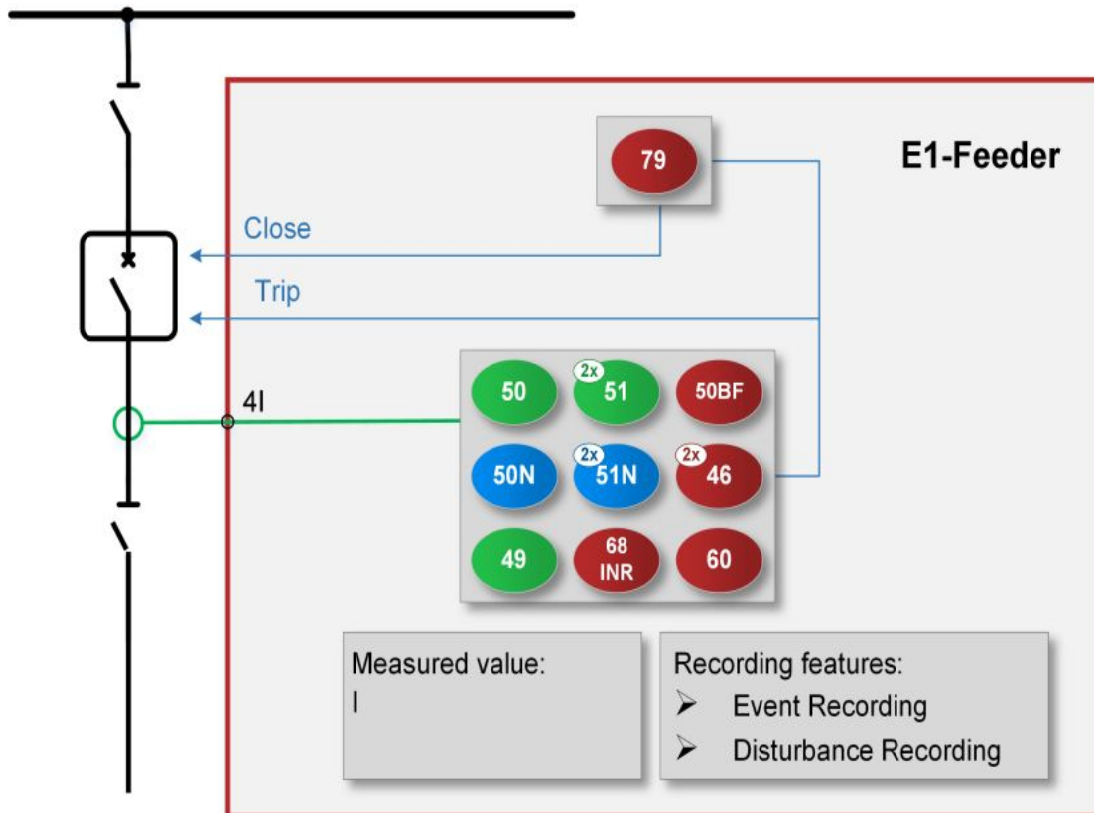 79
E1-Feeder
Close
Trip
4I
50
2x
51
50BF
50N
2x
51N
2x
46
49
68
INR
60
Measured value:
I
Recording features:
➢ Event Recording
➢ Disturbance Recording